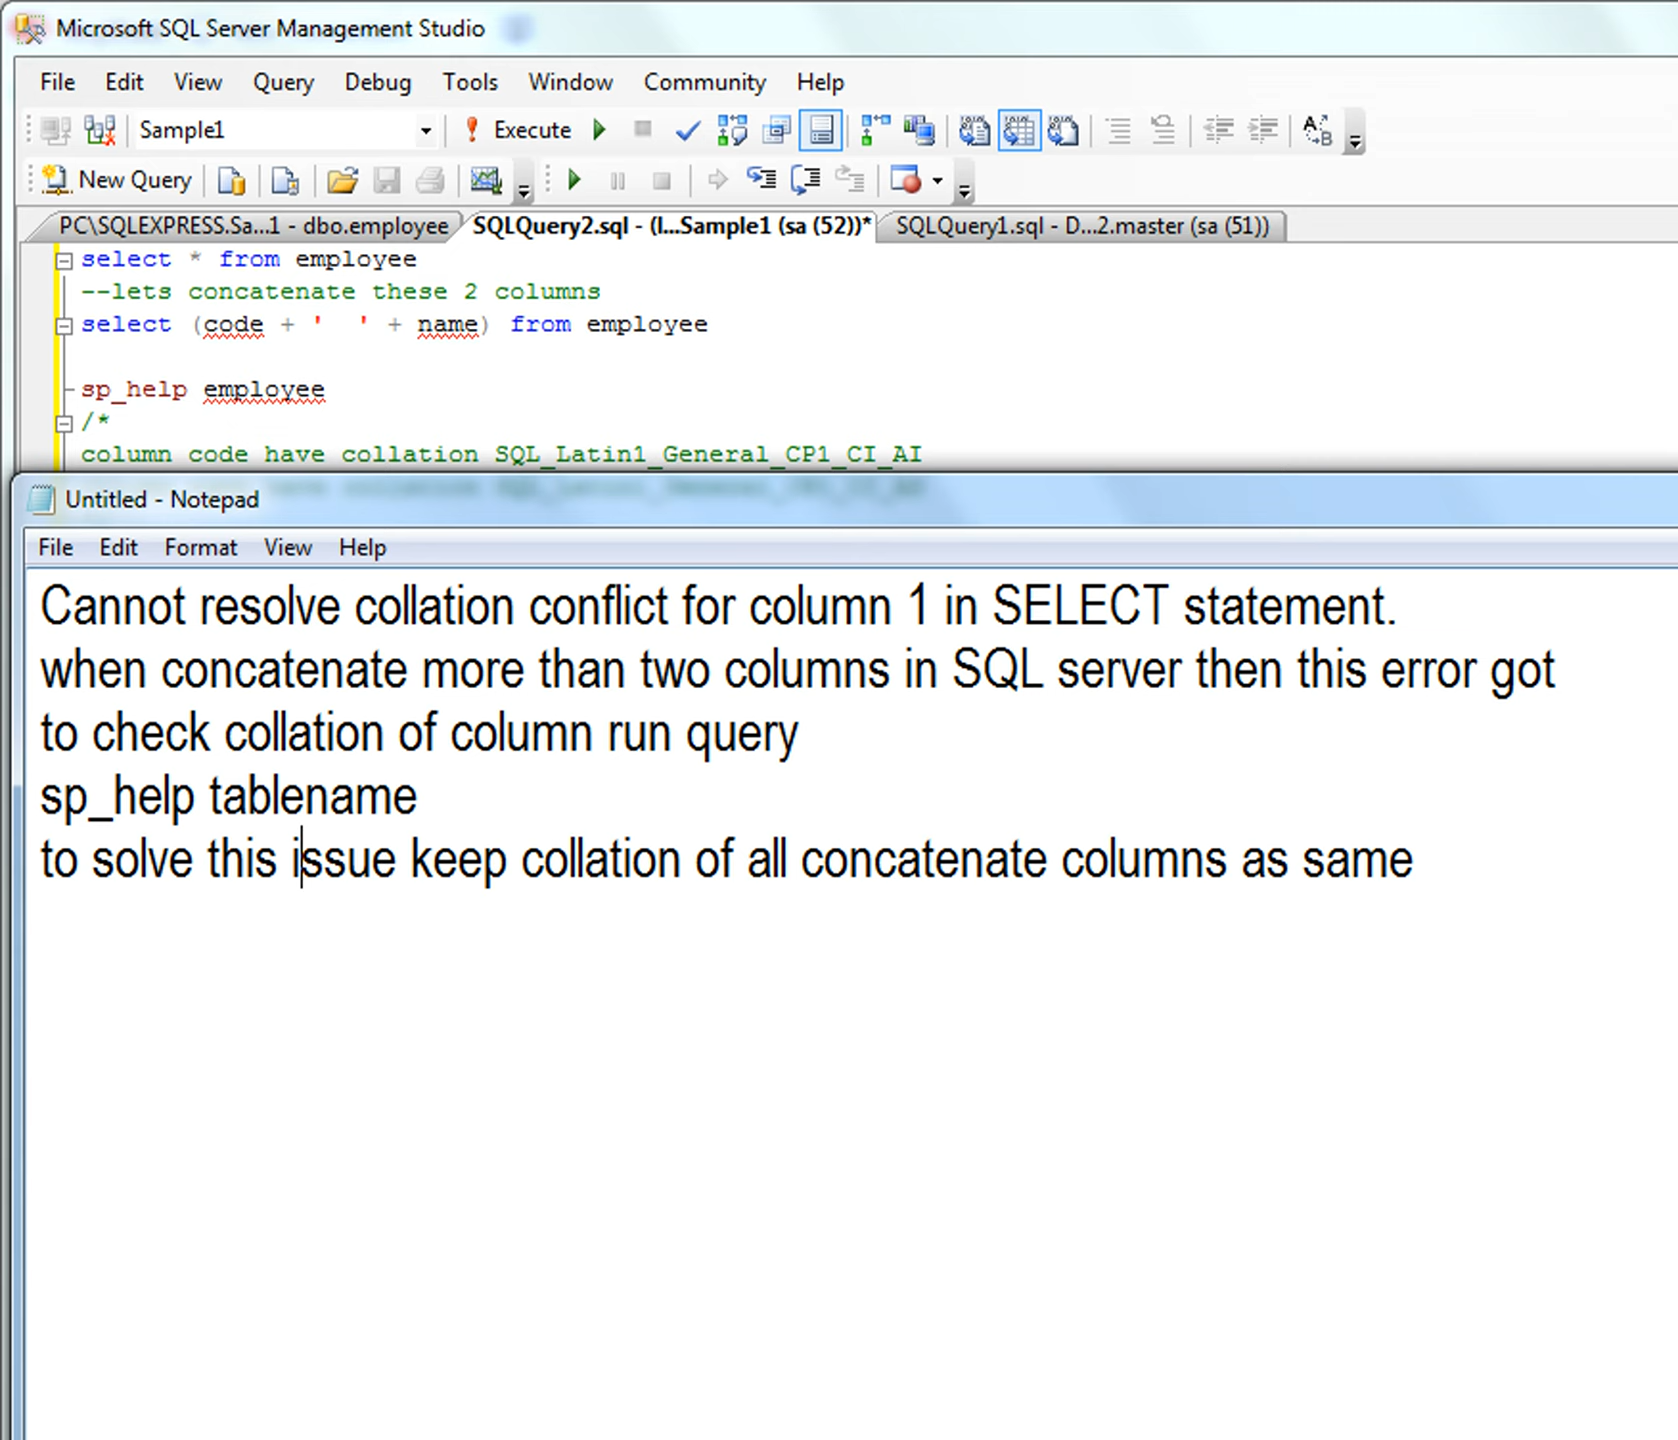 Microsoft SQL Server Management Studio
File Edit View Query Debug Tools Window Community Help
Sample1 Execute
New Query
PC\SQLEXPRESS.Sa...1 - dbo.employee SQLQuery2.sql - (l...Sample1 (sa (52))* SQLQuery1.sql - D...2.master (sa (51))
select * from employee
--lets concatenate these 2 columns
select (code + ' ' + name) from employee
sp_help employee
/*
column code have collation SQL_Latin1_General_CP1_CI_AI
Untitled - Notepad
File Edit Format View Help
Cannot resolve collation conflict for column 1 in SELECT statement.
when concatenate more than two columns in SQL server then this error got
to check collation of column run query
sp_help tablename
to solve this issue keep collation of all concatenate columns as same